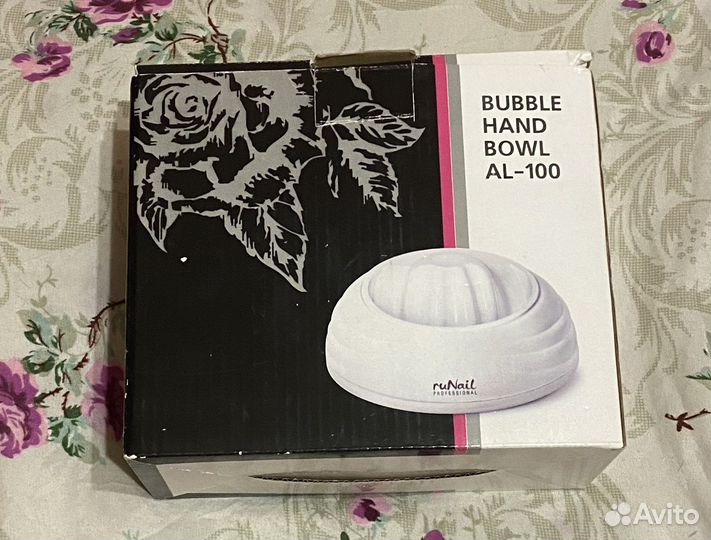 BUBBLE
HAND
BOWL
AL-100
ruNail
PROFESSIONAL
Avito